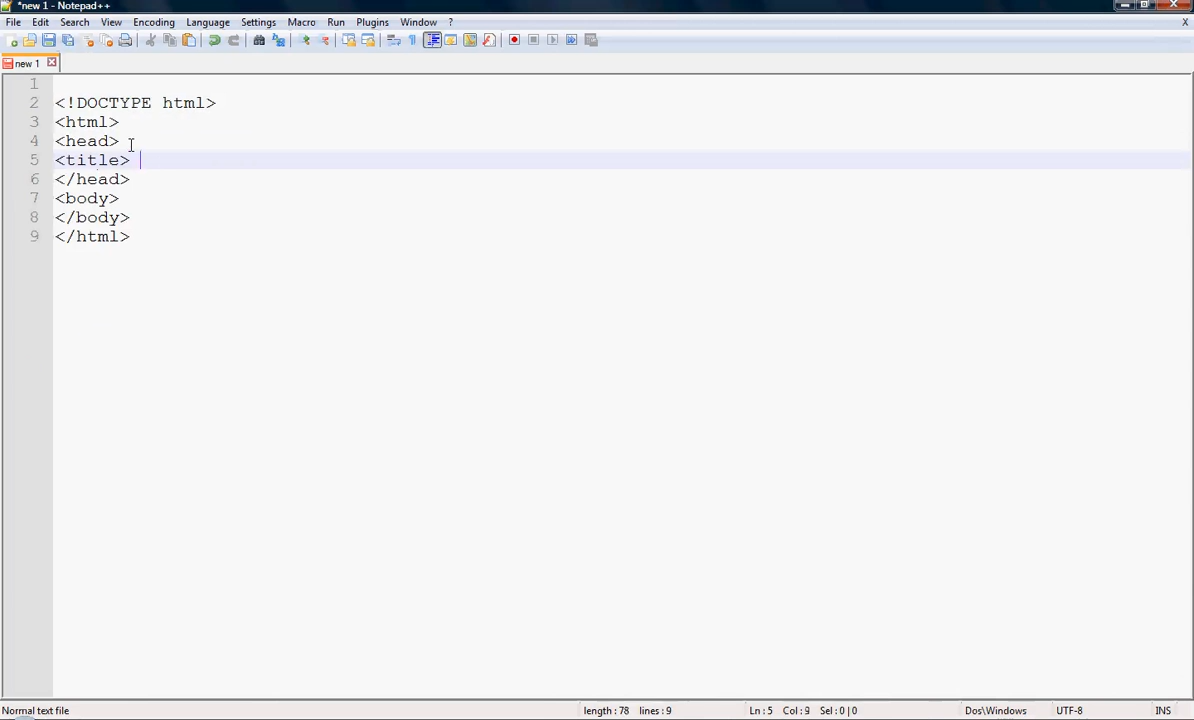 *new 1 - Notepad++
File Edit Search View Encoding Language Settings Macro Run Plugins Window ? X
new 1
1
2 <!DOCTYPE html>
3 <html>
4 <head>
5 <title>
6 </head>
7 <body>
8 </body>
9 </html>
Normal text file length : 78 lines : 9 Ln : 5 Col : 9 Sel : 0 | 0 Dos\Windows UTF-8 INS